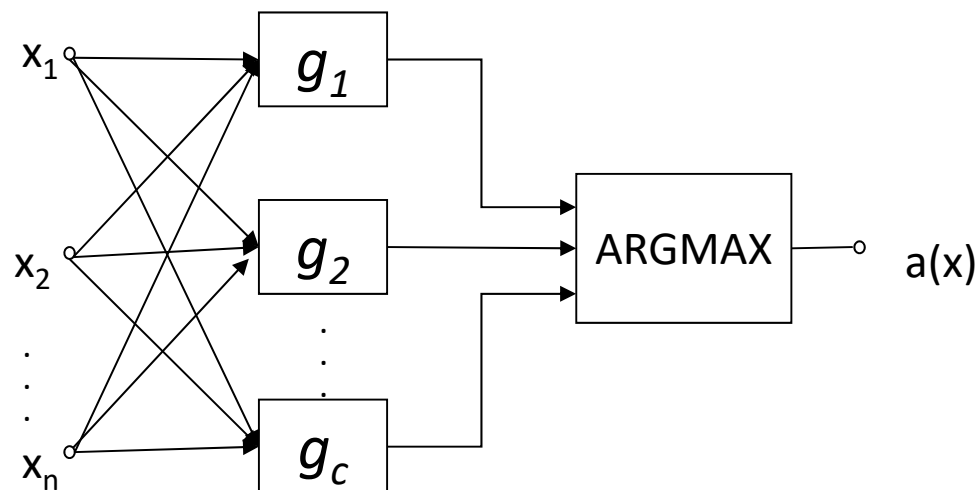 x1
g1
x2
g2
ARGMAX
a(x)
.
.
.
.
.
.
xn
gc